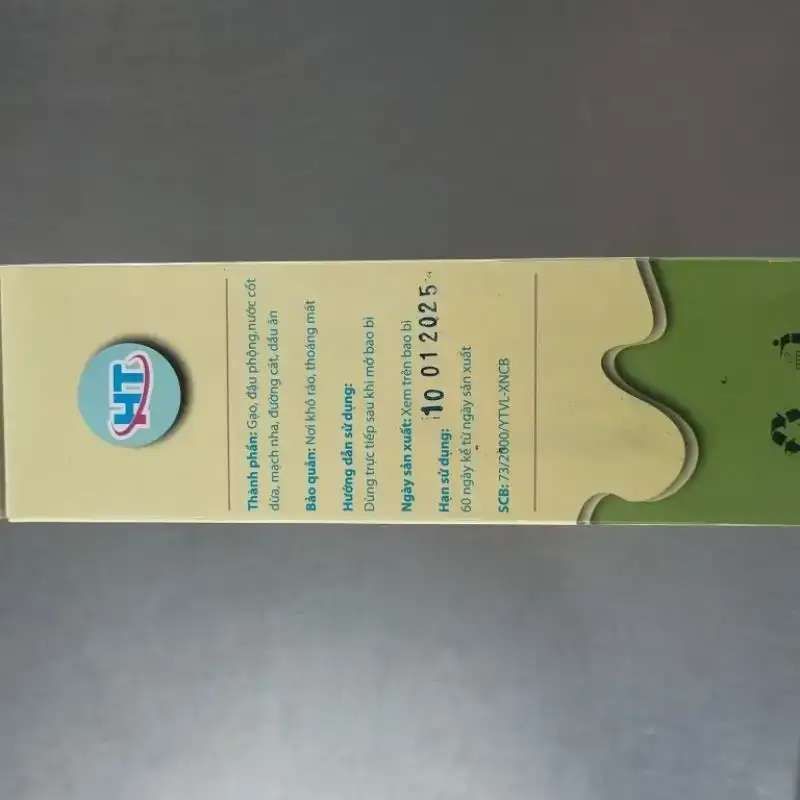 HT
Thành phần: Gạo, đậu phộng,nước cốt
dừa, mạch nha, đường cát, dầu ăn
Bảo quản: Nơi khô ráo, thoáng mát
Hướng dẫn sử dụng:
Dùng trực tiếp sau khi mở bao bì
Ngày sản xuất: Xem trên bao bì
10 01 2025
Hạn sử dụng:
60 ngày kể từ ngày sản xuất
SCB: 73/2000/YTVL-XNCB